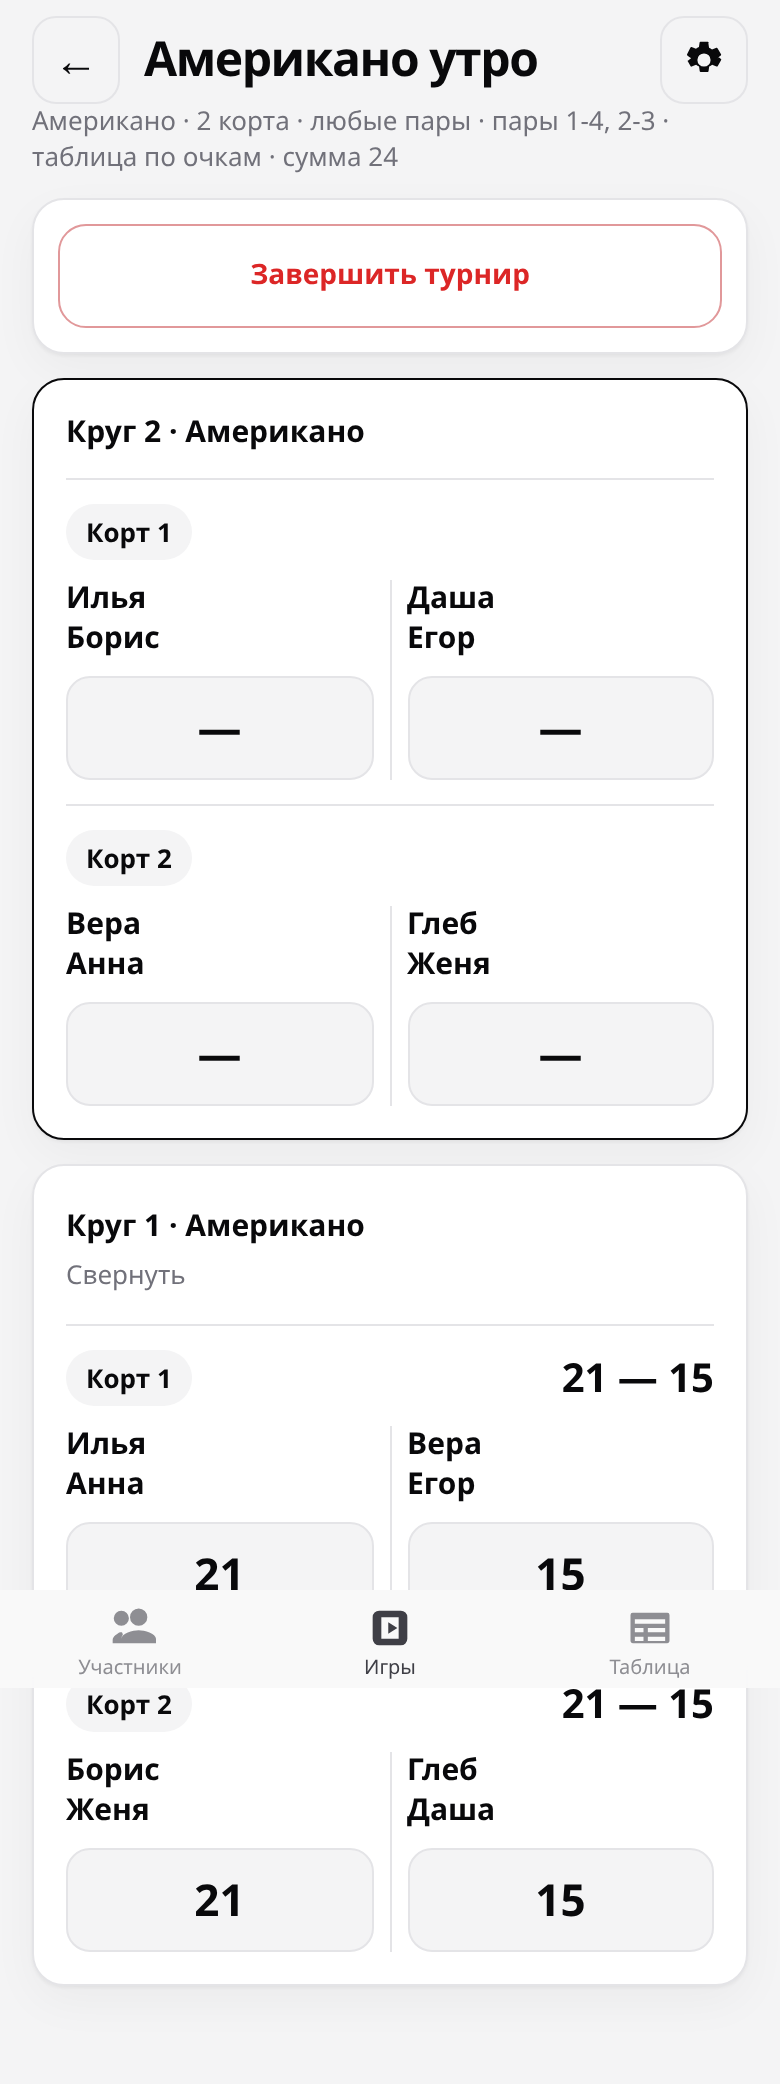 ←
Американо утро
Американо · 2 корта · любые пары · пары 1-4, 2-3 ·
таблица по очкам · сумма 24
Завершить турнир
Круг 2 · Американо
Корт 1
Илья
Борис
Даша
Егор
—
—
Корт 2
Вера
Анна
Глеб
Женя
—
—
Круг 1 · Американо
Свернуть
Корт 1
21 — 15
Илья
Анна
Вера
Егор
21
15
Участники
Игры
Таблица
Корт 2
21 — 15
Борис
Женя
Глеб
Даша
21
15